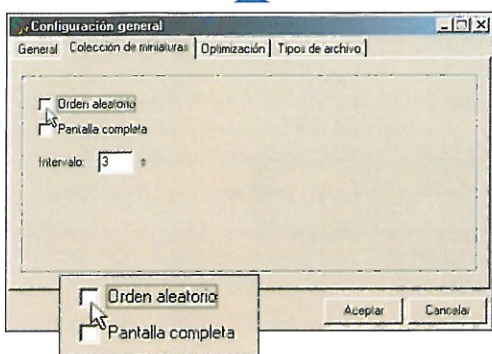 Configuración general
General Colección de miniaturas Optimización Tipos de archivo
Orden aleatorio
Pantalla completa
Intervalo: 3 s
Aceptar Cancelar
Orden aleatorio
Pantalla completa